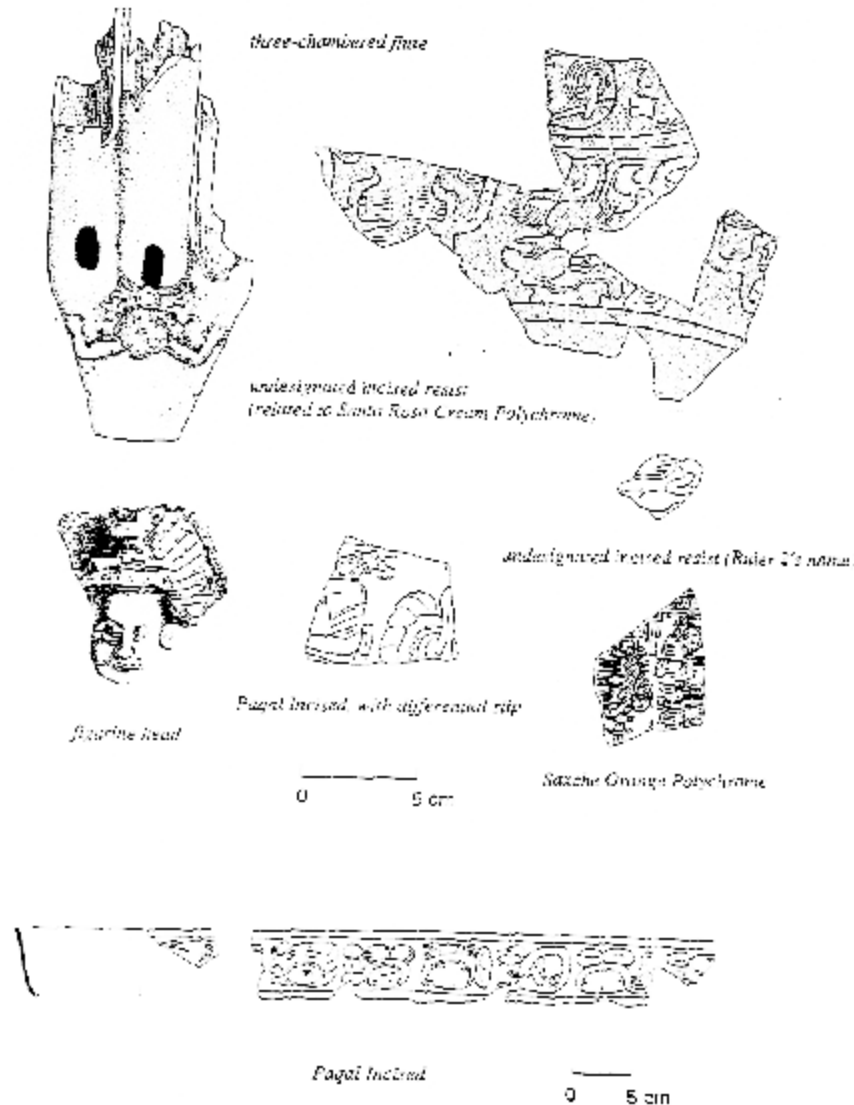 three-chambered flute
undesignated incised resist
(related to Santa Rosa Cream Polychrome)
undesignated incised resist (Ruler 2's name
figurine head
Pagal Incised, with differential slip
Saxche Orange Polychrome
0 5 cm
Pagal Incised
0 5 cm